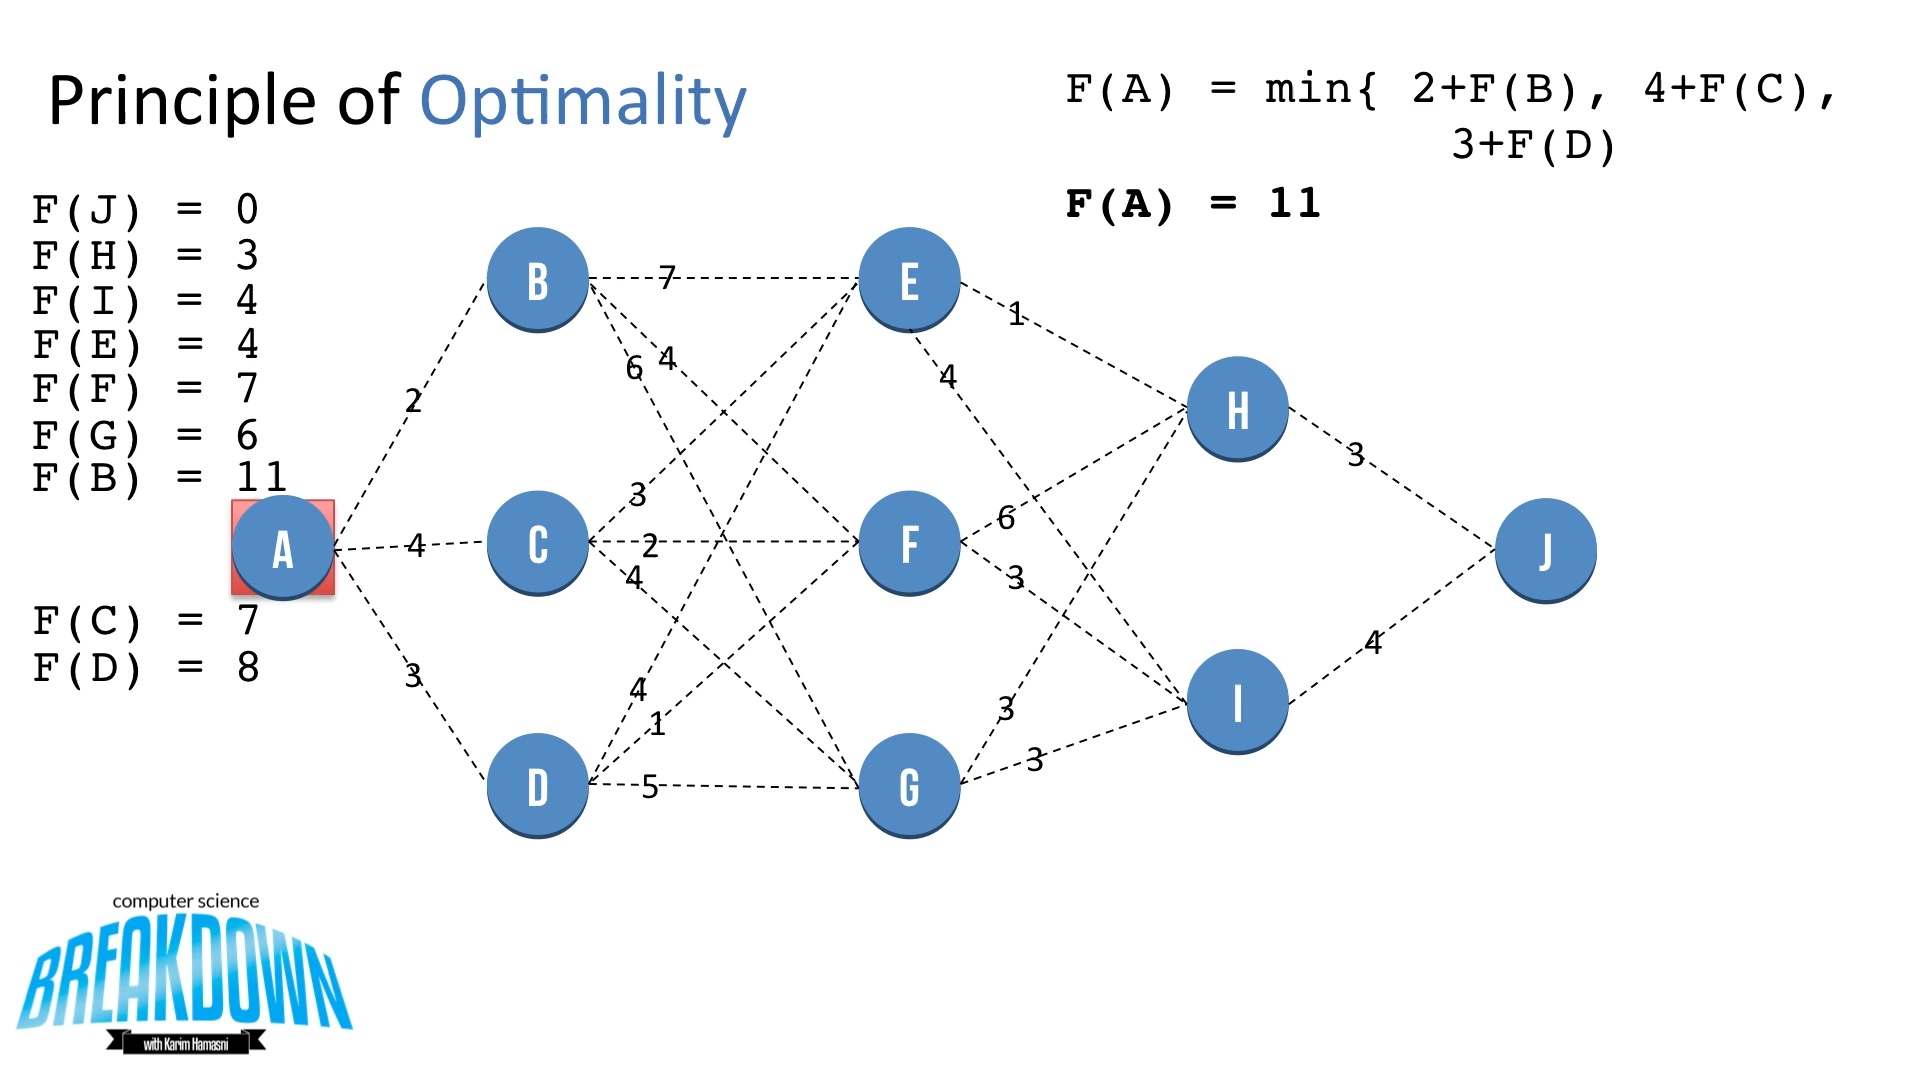 Principle of Optimality
F(A) = min{ 2+F(B), 4+F(C),
3+F(D)
F(A) = 11
F(J) = 0
F(H) = 3
F(I) = 4
F(E) = 4
F(F) = 7
F(G) = 6
F(B) = 11
F(C) = 7
F(D) = 8
B
7
E
1
6
4
4
2
H
3
3
A
4
C
2
F
6
J
4
3
4
3
4
1
3
I
D
5
G
3
computer science
BREAKDOWN
with Karim Hamasni